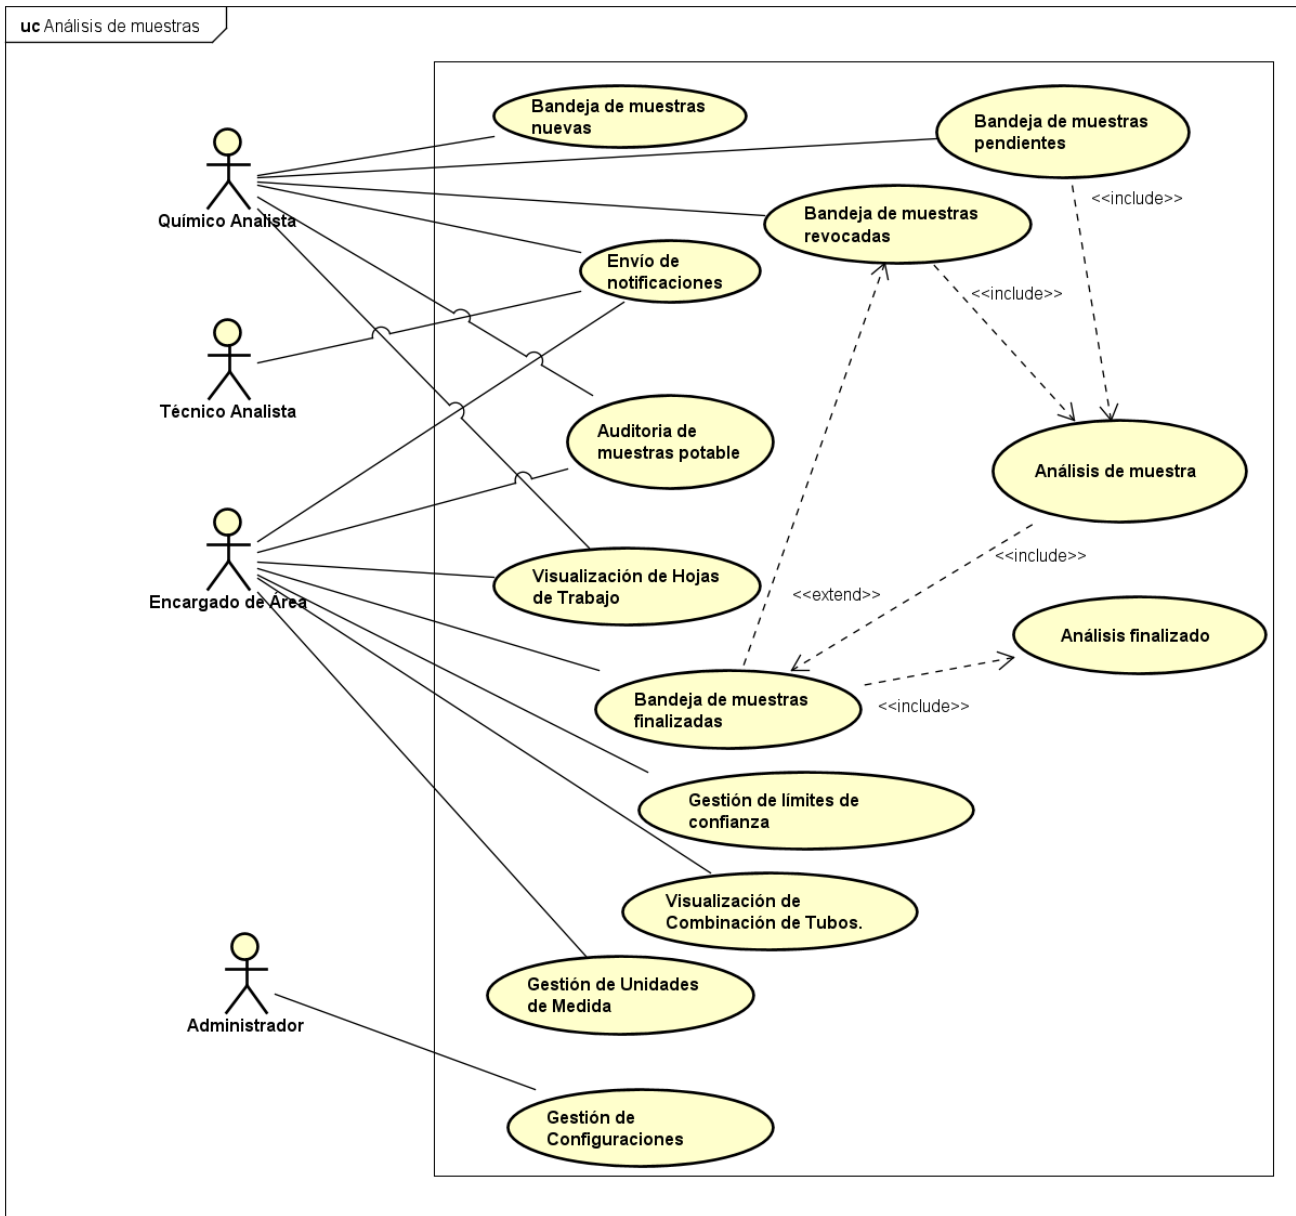 uc Análisis de muestras
Bandeja de muestras
nuevas
Bandeja de muestras
pendientes
Químico Analista
Bandeja de muestras
revocadas
<<include>>
Envío de
notificaciones
<<include>>
Técnico Analista
Auditoria de
muestras potable
Análisis de muestra
Encargado de Área
Visualización de Hojas
de Trabajo
<<include>>
<<extend>>
Análisis finalizado
Bandeja de muestras
finalizadas
<<include>>
Gestión de límites de
confianza
Visualización de
Combinación de Tubos.
Gestión de Unidades
de Medida
Administrador
Gestión de
Configuraciones